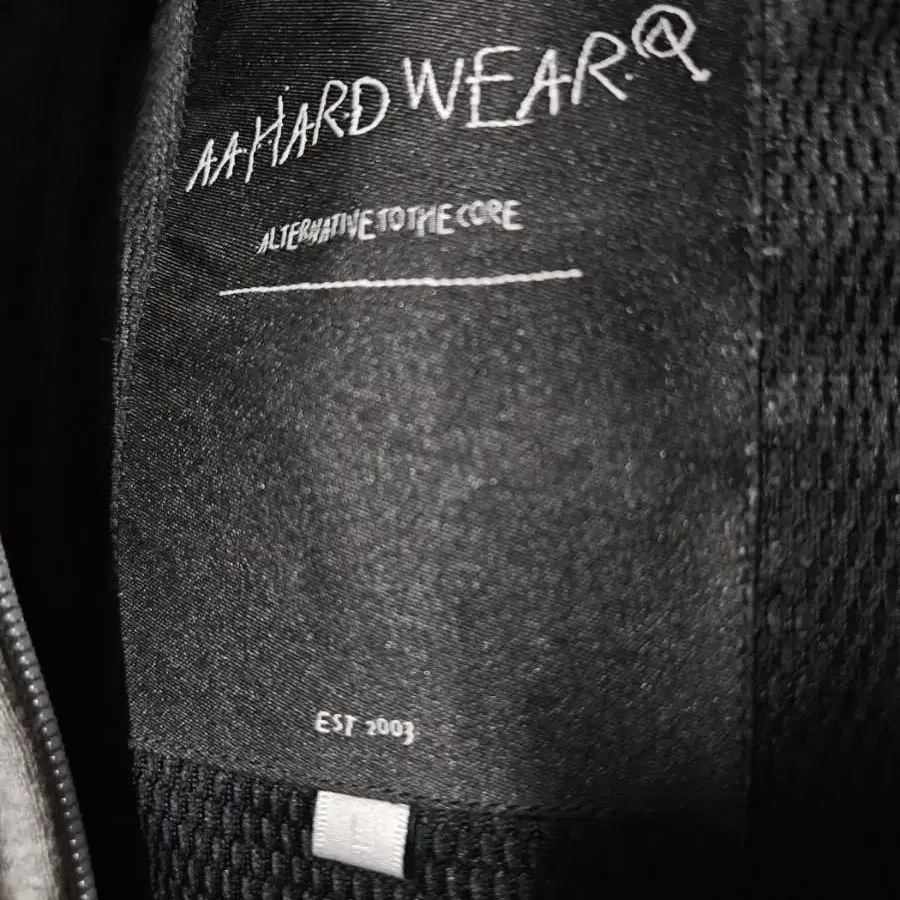 AA.HARD WEAR.
ALTERNATIVE TO THE CORE
EST 2003